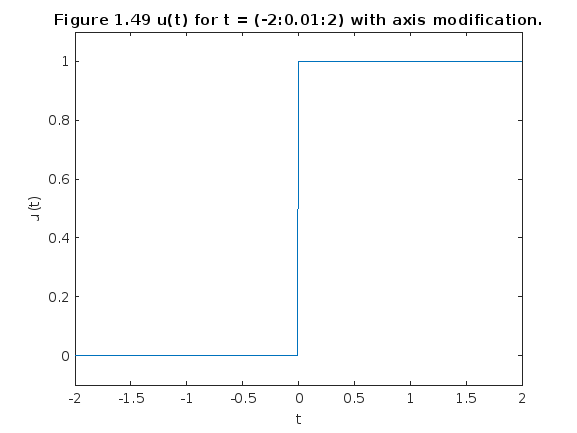 Figure 1.49 u(t) for t = (-2:0.01:2) with axis modification.
1
0.8
0.6
0.4
0.2
0
u(t)
-2 -1.5 -1 -0.5 0 0.5 1 1.5 2
t